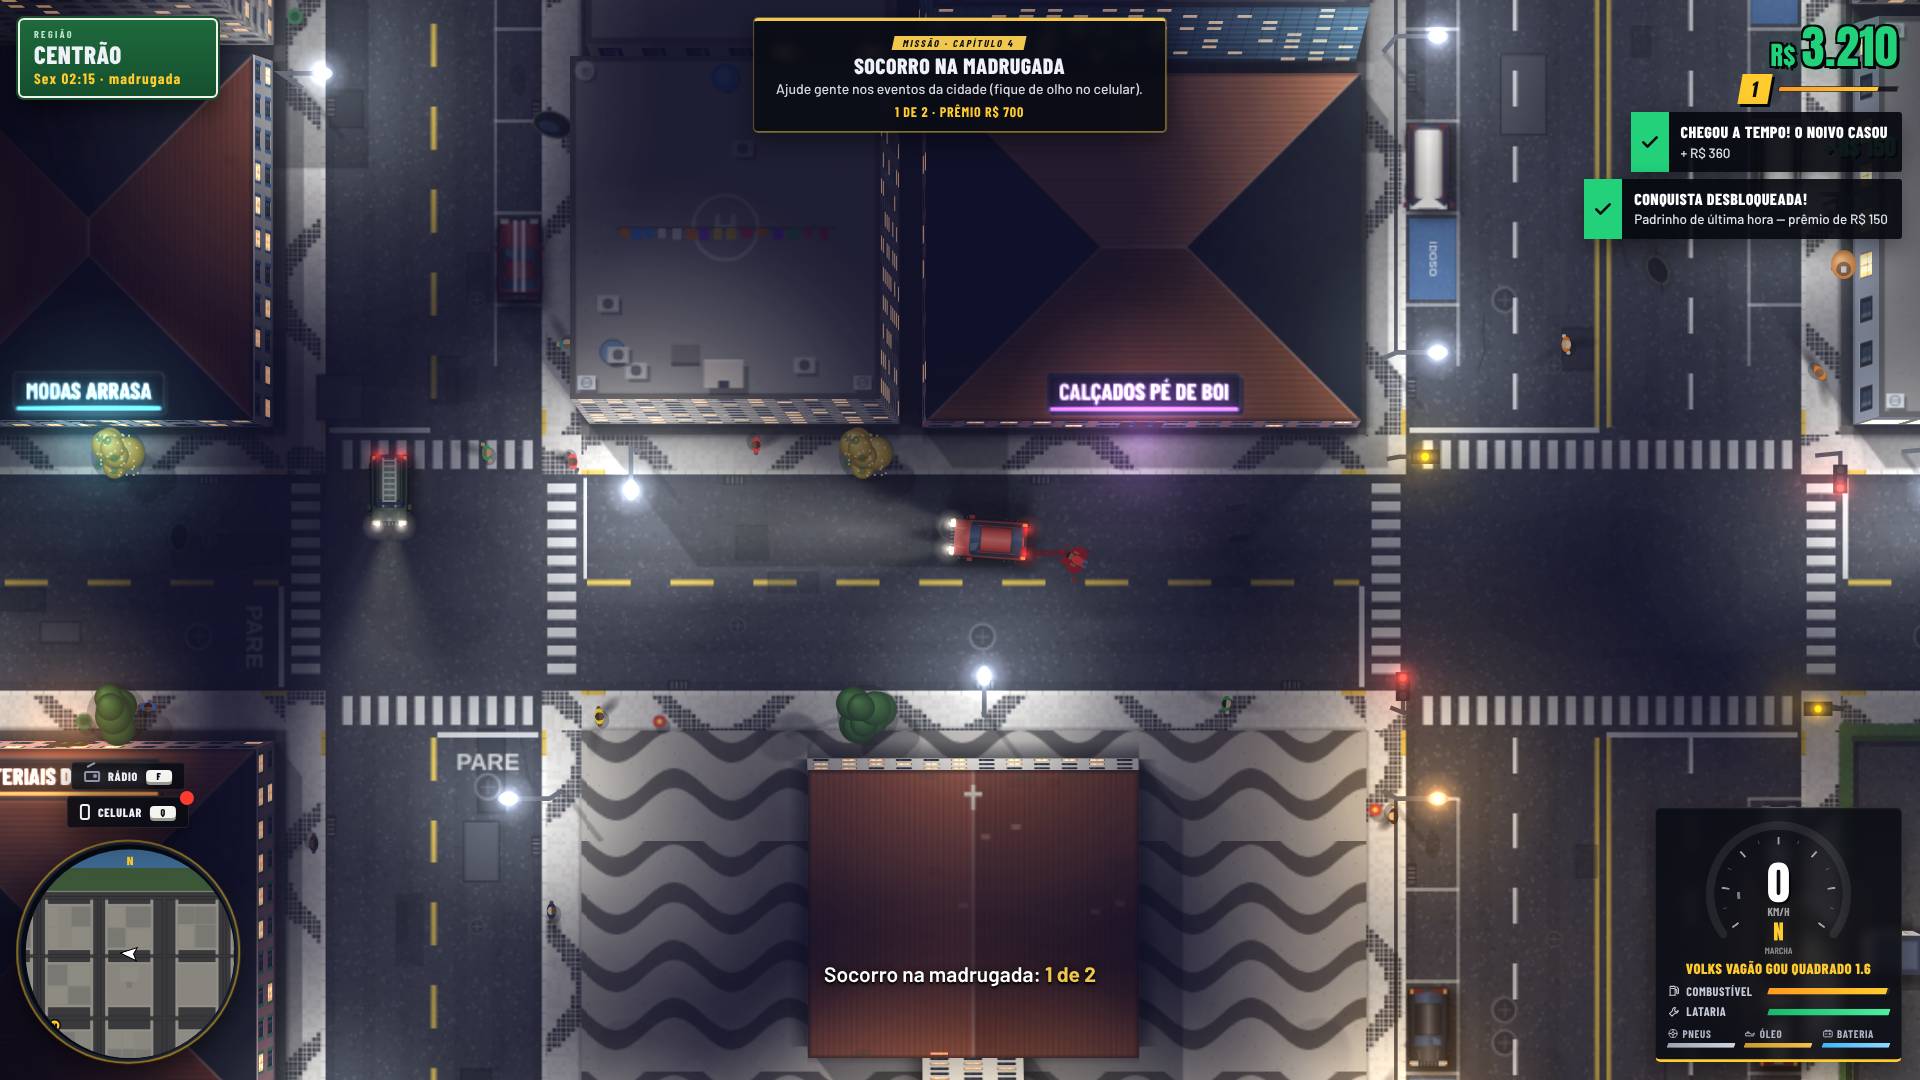 REGIÃO
CENTRÃO
Sex 02:15 · madrugada
MISSÃO · CAPÍTULO 4
SOCORRO NA MADRUGADA
Ajude gente nos eventos da cidade (fique de olho no celular).
1 DE 2 · PRÊMIO R$ 700
R$ 3.210
1
CHEGOU A TEMPO! O NOIVO CASOU
+ R$ 360
CONQUISTA DESBLOQUEADA!
Padrinho de última hora — prêmio de R$ 150
IDOSO
H
MODAS ARRASA
CALÇADOS PÉ DE BOI
PARE
PARE
TERIAIS D
RÁDIO F
CELULAR Q
N
Socorro na madrugada: 1 de 2
0
KM/H
N
MARCHA
VOLKS VAGÃO GOU QUADRADO 1.6
COMBUSTÍVEL
LATARIA
PNEUS ÓLEO BATERIA